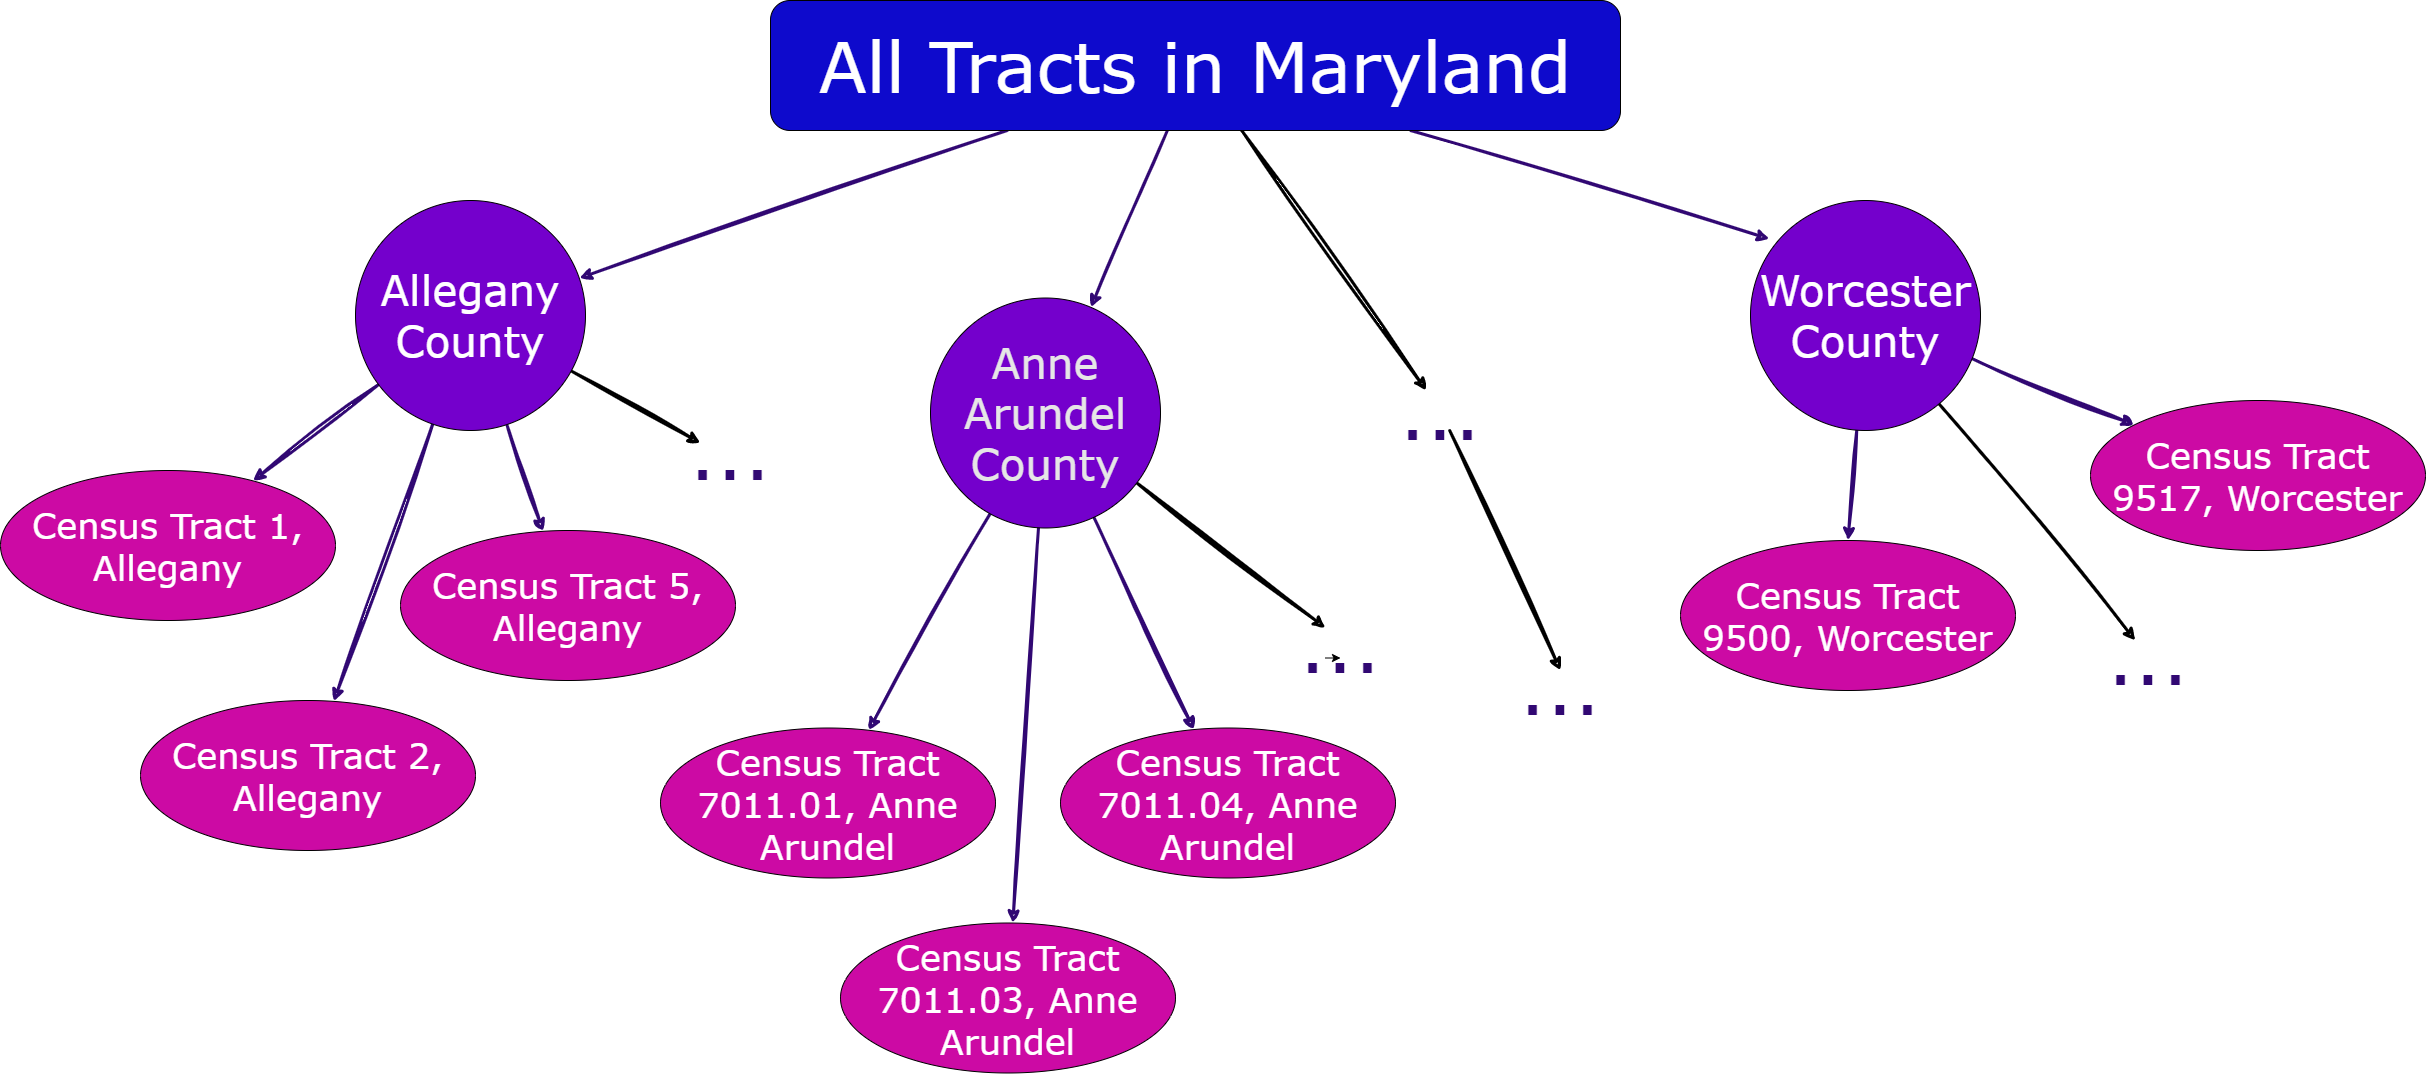 All Tracts in Maryland
Allegany
County
Anne
Arundel
County
...
Worcester
County
...
Census Tract 1,
Allegany
Census Tract 5,
Allegany
Census Tract 2,
Allegany
...
...
Census Tract
7011.01, Anne
Arundel
Census Tract
7011.04, Anne
Arundel
Census Tract
7011.03, Anne
Arundel
Census Tract
9517, Worcester
Census Tract
9500, Worcester
...